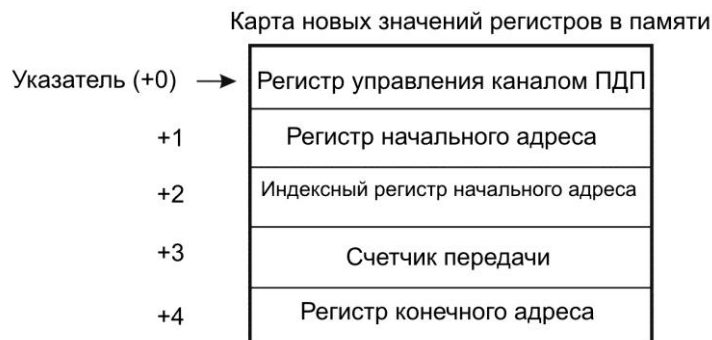 Карта новых значений регистров в памяти
Указатель (+0) Регистр управления каналом ПДП
+1 Регистр начального адреса
+2 Индексный регистр начального адреса
+3 Счетчик передачи
+4 Регистр конечного адреса